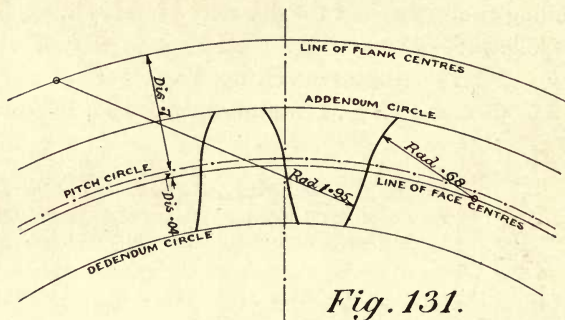 LINE OF FLANK CENTRES
Dis .7
ADDENDUM CIRCLE
PITCH CIRCLE
Rad .68
Rad 1.95
Dis .04
LINE OF FACE CENTRES
DEDENDUM CIRCLE
Fig. 131.